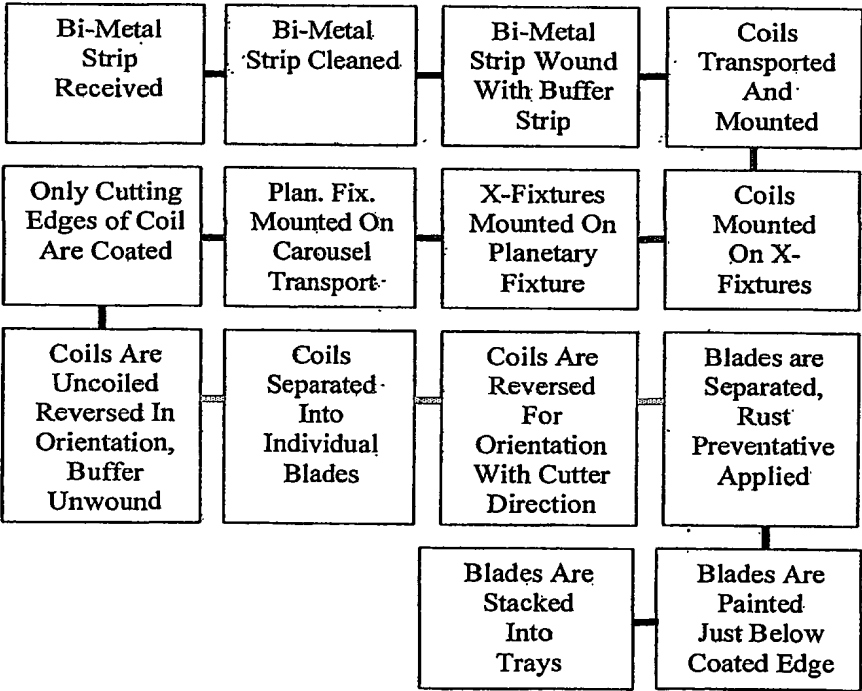 Bi-Metal
Strip
Received
Bi-Metal
Strip Cleaned
Bi-Metal
Strip Wound
With Buffer
Strip
Coils
Transported
And
Mounted
Only Cutting
Edges of Coil
Are Coated
Plan. Fix.
Mounted On
Carousel
Transport
X-Fixtures
Mounted On
Planetary
Fixture
Coils
Mounted
On X-
Fixtures
Coils Are
Uncoiled
Reversed In
Orientation,
Buffer
Unwound
Coils
Separated
Into
Individual
Blades
Coils Are
Reversed
For
Orientation
With Cutter
Direction
Blades are
Separated,
Rust
Preventative
Applied
Blades Are
Stacked
Into
Trays
Blades Are
Painted
Just Below
Coated Edge